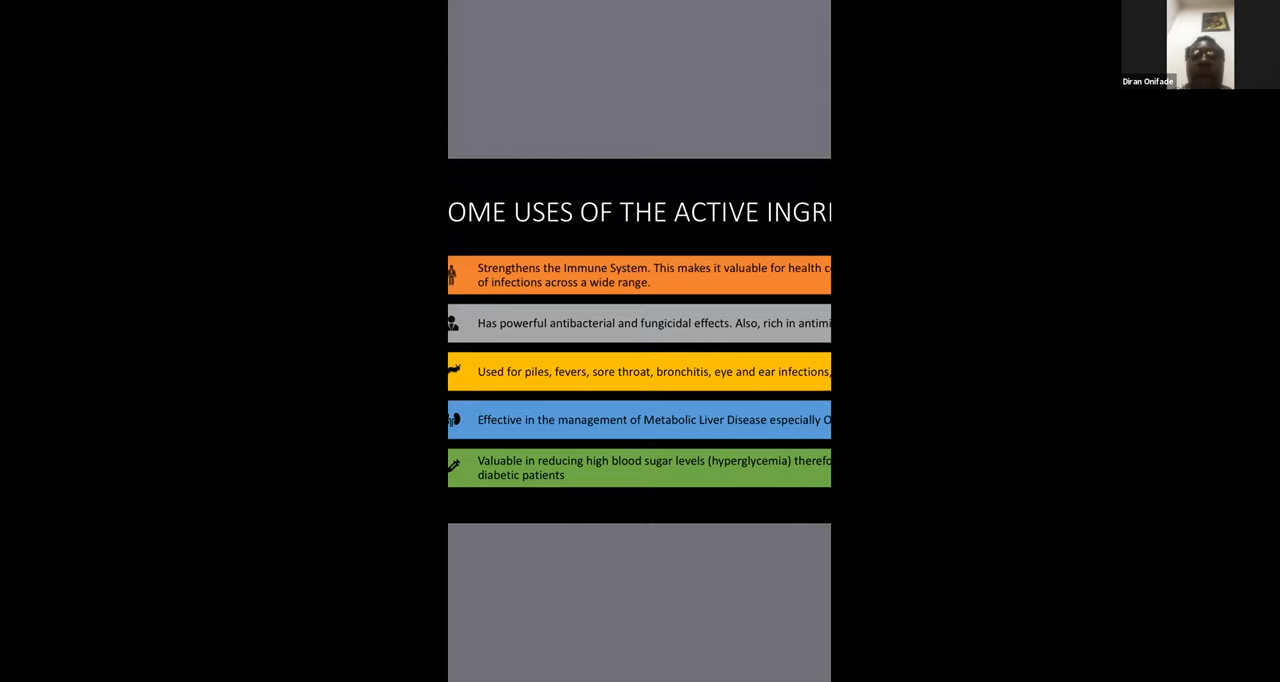 Diran Onifade
OME USES OF THE ACTIVE INGR
Strengthens the Immune System. This makes it valuable for health c
of infections across a wide range.
Has powerful antibacterial and fungicidal effects. Also, rich in antimi
Used for piles, fevers, sore throat, bronchitis, eye and ear infections,
Effective in the management of Metabolic Liver Disease especially O
Valuable in reducing high blood sugar levels (hyperglycemia) therefo
diabetic patients